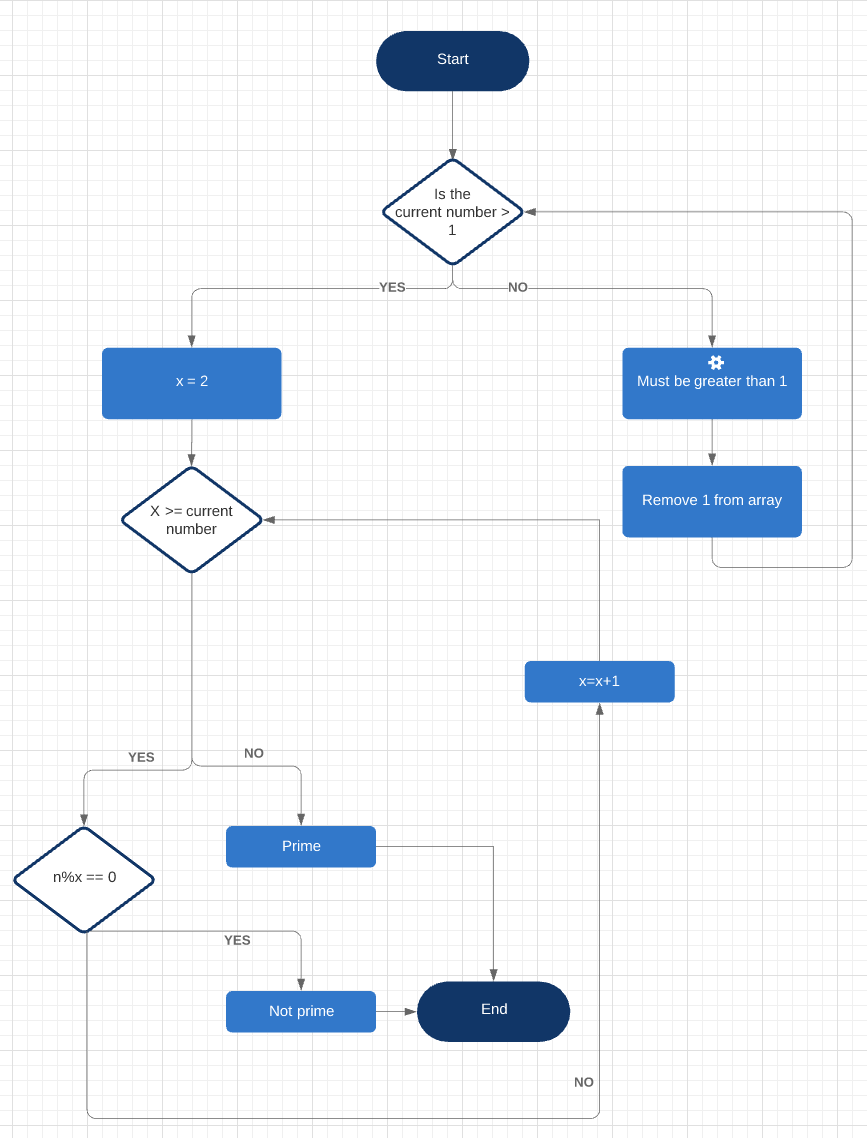 Start
Is the
current number >
1
YES
NO
x = 2
Must be greater than 1
X >= current
number
Remove 1 from array
x=x+1
YES
NO
Prime
n%x == 0
YES
Not prime
End
NO